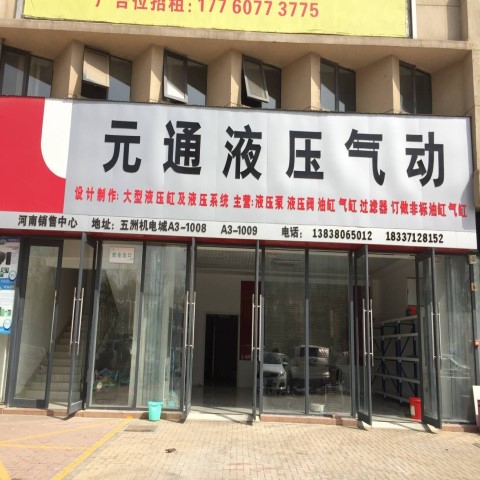 广告位招租: 17760773775
元通液压气动
设计制作: 大型液压缸及液压系统 主营: 液压泵 液压阀 油缸 气缸 过滤器 订做非标油缸 气缸
河南销售中心 地址: 五洲机电城A3-1008 A3-1009 电话: 13838065012 18337128152